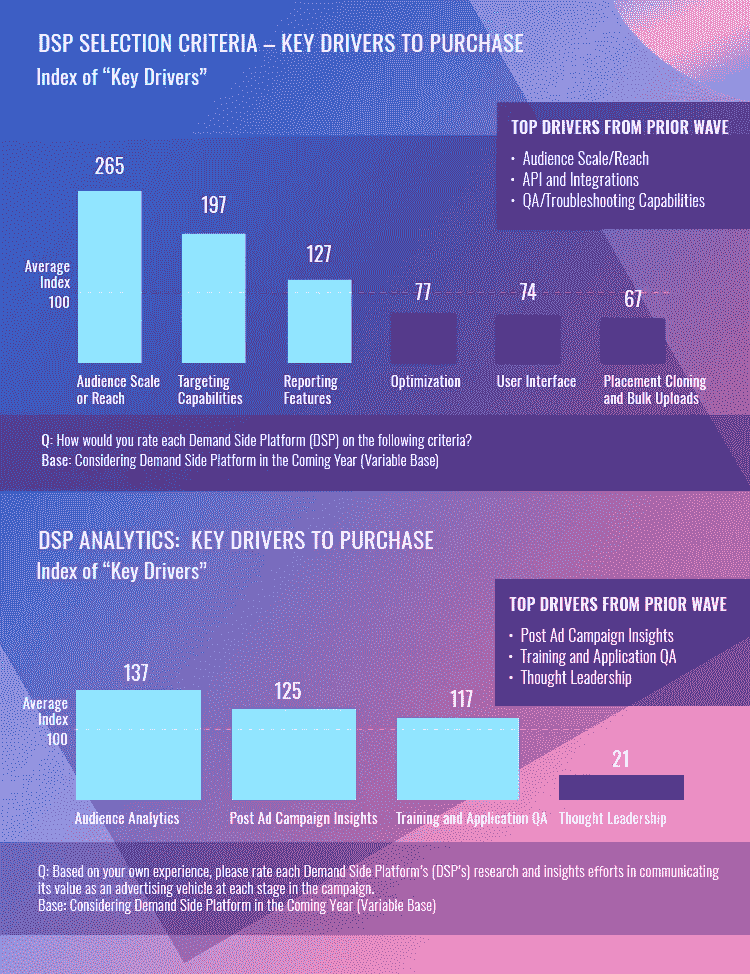 DSP SELECTION CRITERIA – KEY DRIVERS TO PURCHASE
Index of “Key Drivers”
TOP DRIVERS FROM PRIOR WAVE
• Audience Scale/Reach
• API and Integrations
• QA/Troubleshooting Capabilities
265
197
127
77
74
67
Average
Index
100
Audience Scale
or Reach
Targeting
Capabilities
Reporting
Features
Optimization
User Interface
Placement Cloning
and Bulk Uploads
Q: How would you rate each Demand Side Platform (DSP) on the following criteria?
Base: Considering Demand Side Platform in the Coming Year (Variable Base)
DSP ANALYTICS: KEY DRIVERS TO PURCHASE
Index of “Key Drivers”
TOP DRIVERS FROM PRIOR WAVE
• Post Ad Campaign Insights
• Training and Application QA
• Thought Leadership
137
125
117
21
Average
Index
100
Audience Analytics
Post Ad Campaign Insights
Training and Application QA
Thought Leadership
Q: Based on your own experience, please rate each Demand Side Platform’s (DSP’s) research and insights efforts in communicating
its value as an advertising vehicle at each stage in the campaign.
Base: Considering Demand Side Platform in the Coming Year (Variable Base)